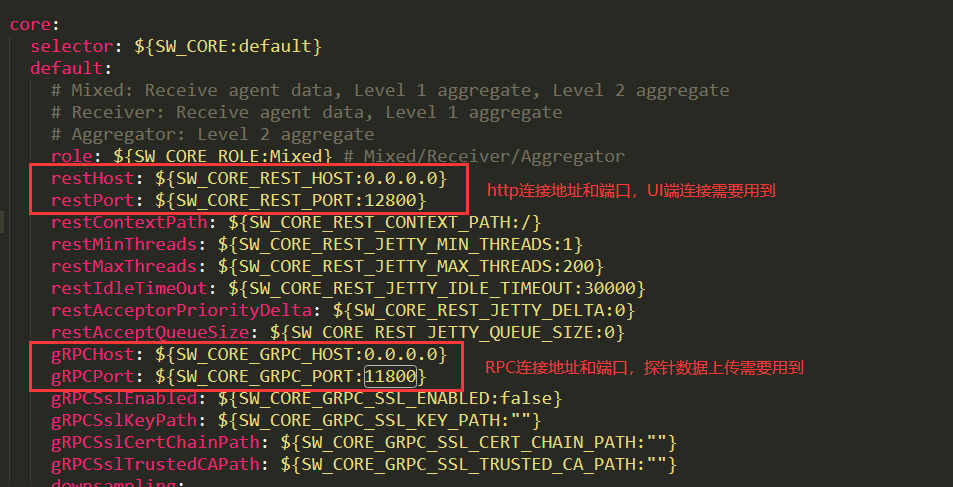 core:
selector: ${SW_CORE:default}
default:
# Mixed: Receive agent data, Level 1 aggregate, Level 2 aggregate
# Receiver: Receive agent data, Level 1 aggregate
# Aggregator: Level 2 aggregate
role: ${SW_CORE_ROLE:Mixed} # Mixed/Receiver/Aggregator
restHost: ${SW_CORE_REST_HOST:0.0.0.0}
http连接地址和端口，UI端连接需要用到
restPort: ${SW_CORE_REST_PORT:12800}
restContextPath: ${SW_CORE_REST_CONTEXT_PATH:/}
restMinThreads: ${SW_CORE_REST_JETTY_MIN_THREADS:1}
restMaxThreads: ${SW_CORE_REST_JETTY_MAX_THREADS:200}
restIdleTimeOut: ${SW_CORE_REST_JETTY_IDLE_TIMEOUT:30000}
restAcceptorPriorityDelta: ${SW_CORE_REST_JETTY_DELTA:0}
restAcceptQueueSize: ${SW_CORE_REST_JETTY_QUEUE_SIZE:0}
gRPCHost: ${SW_CORE_GRPC_HOST:0.0.0.0}
RPC连接地址和端口，探针数据上传需要用到
gRPCPort: ${SW_CORE_GRPC_PORT:11800}
gRPCSslEnabled: ${SW_CORE_GRPC_SSL_ENABLED:false}
gRPCSslKeyPath: ${SW_CORE_GRPC_SSL_KEY_PATH:""}
gRPCSslCertChainPath: ${SW_CORE_GRPC_SSL_CERT_CHAIN_PATH:""}
gRPCSslTrustedCAPath: ${SW_CORE_GRPC_SSL_TRUSTED_CA_PATH:""}
downsampling: